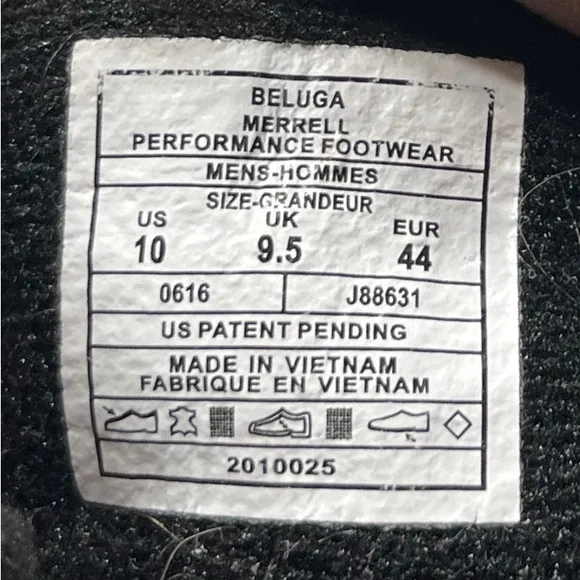 BELUGA
MERRELL
PERFORMANCE FOOTWEAR
MENS-HOMMES
SIZE-GRANDEUR
US UK EUR
10 9.5 44
0616 J88631
US PATENT PENDING
MADE IN VIETNAM
FABRIQUE EN VIETNAM
2010025